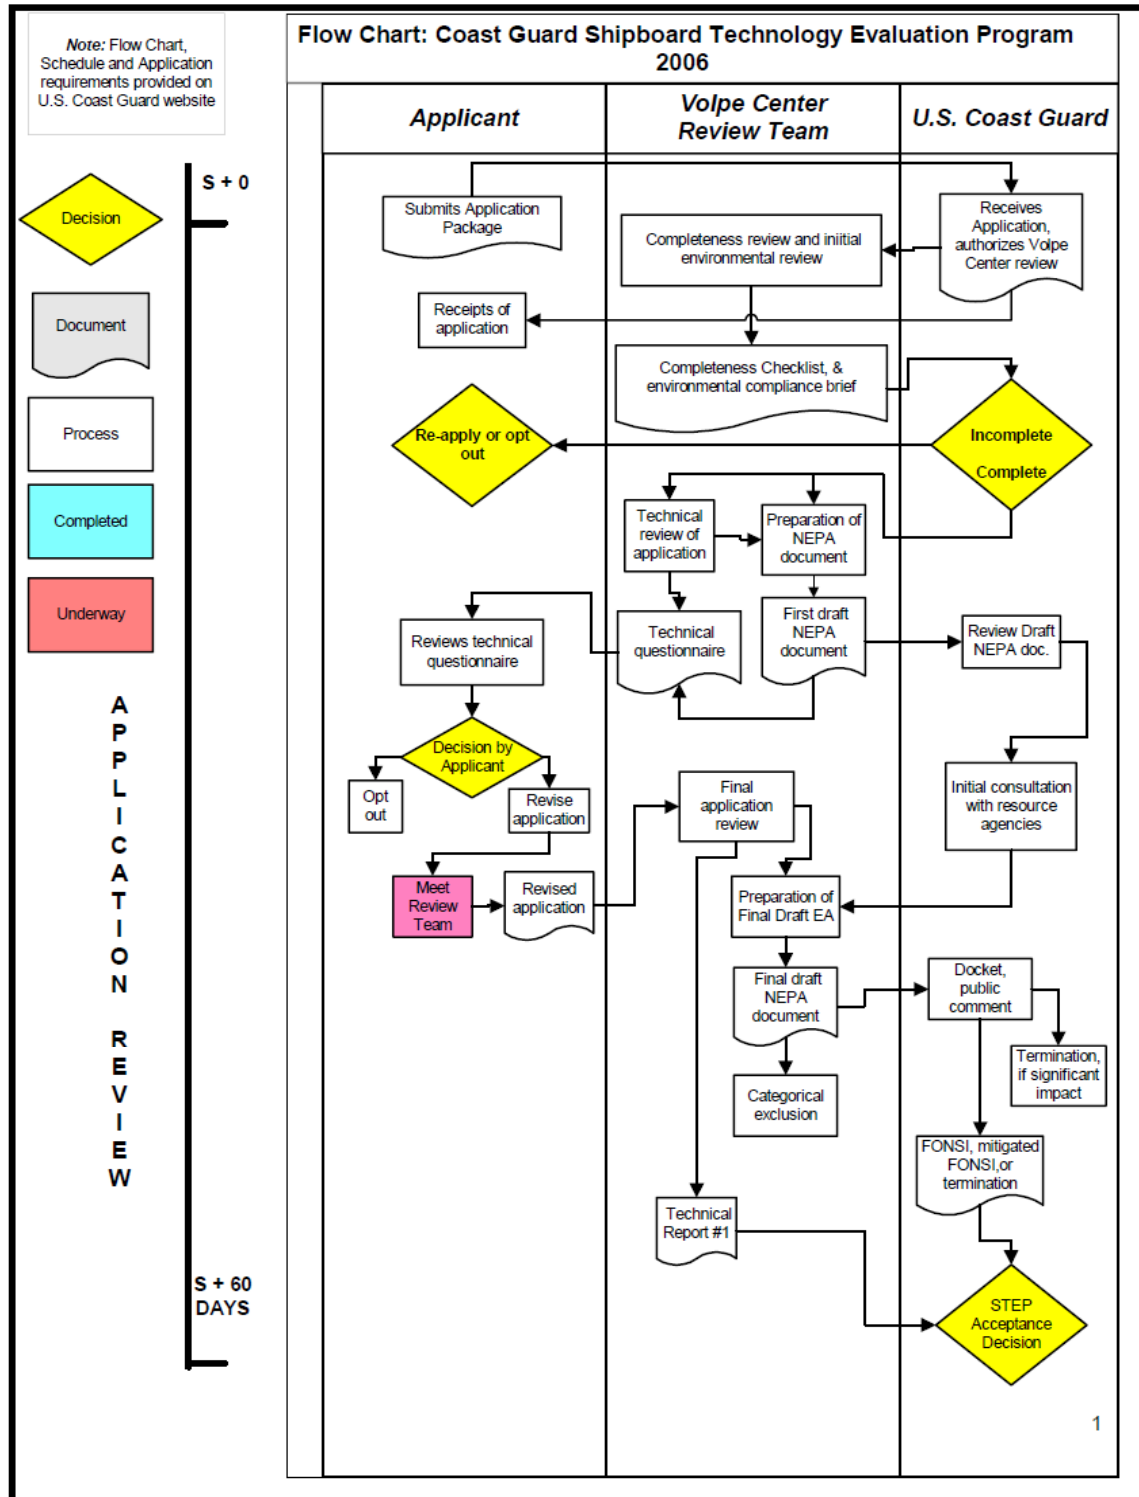 Note: Flow Chart,
Schedule and Application
requirements provided on
U.S. Coast Guard website
Flow Chart: Coast Guard Shipboard Technology Evaluation Program
2006
Applicant
Volpe Center
Review Team
U.S. Coast Guard
S + 0
Decision
Document
Process
Completed
Underway
APPLICATION REVIEW
S + 60
DAYS
Submits Application
Package
Receives
Application,
authorizes Volpe
Center review
Completeness review and iniitial
environmental review
Receipts of
application
Completeness Checklist, &
environmental compliance brief
Re-apply or opt
out
Incomplete
Complete
Technical
review of
application
Preparation of
NEPA
document
Technical
questionnaire
First draft
NEPA
document
Review Draft
NEPA doc.
Reviews technical
questionnaire
Decision by
Applicant
Opt
out
Revise
application
Final
application
review
Initial consultation
with resource
agencies
Meet
Review
Team
Revised
application
Preparation of
Final Draft EA
Final draft
NEPA
document
Docket,
public
comment
Termination,
if significant
impact
Categorical
exclusion
FONSI, mitigated
FONSI,or
termination
Technical
Report #1
STEP
Acceptance
Decision
1